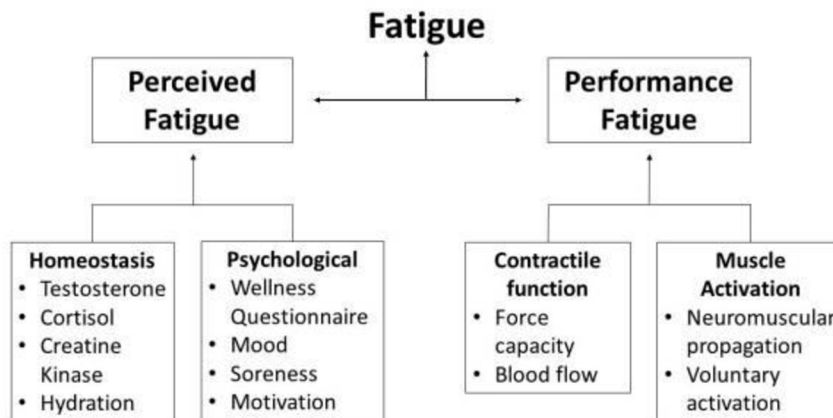 Fatigue
Perceived
Fatigue
Performance
Fatigue
Homeostasis
• Testosterone
• Cortisol
• Creatine
Kinase
• Hydration
Psychological
• Wellness
Questionnaire
• Mood
• Soreness
• Motivation
Contractile
function
• Force
capacity
• Blood flow
Muscle
Activation
• Neuromuscular
propagation
• Voluntary
activation